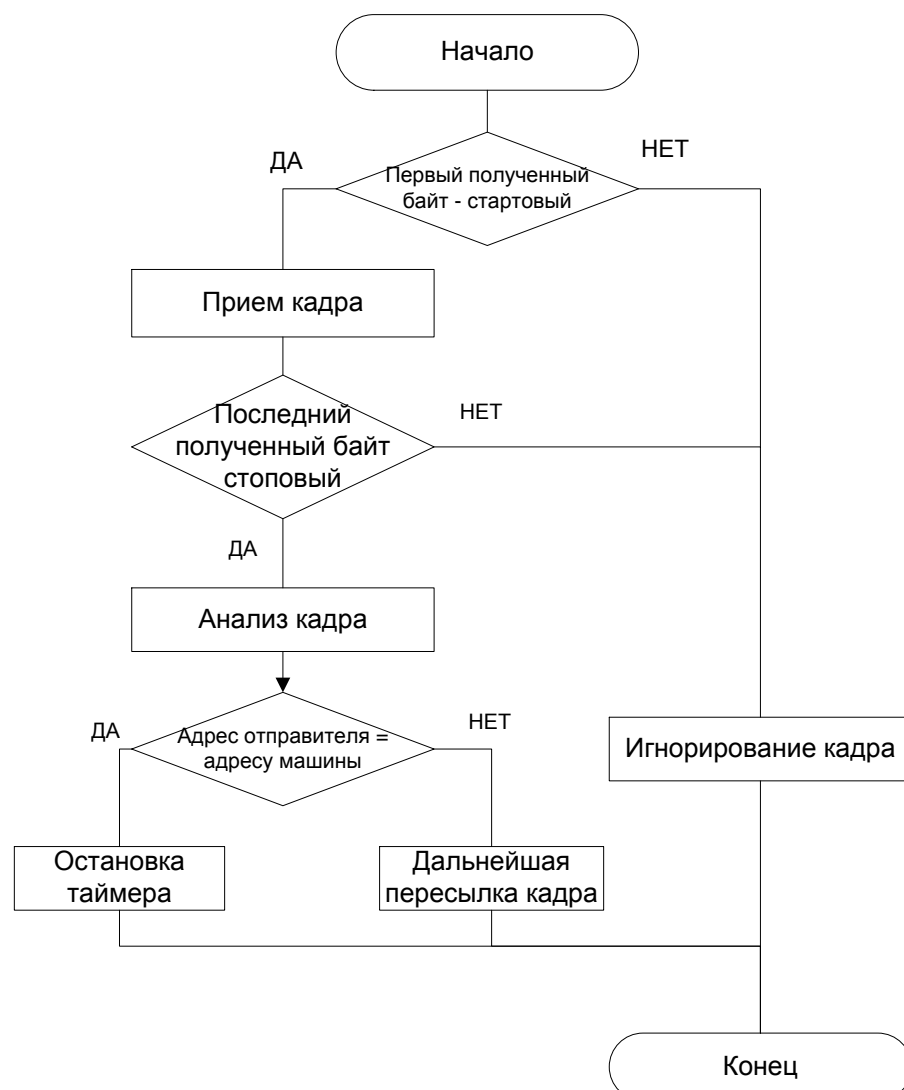 Начало
ДА
НЕТ
Первый полученный
байт - стартовый
Прием кадра
Последний
полученный байт
стоповый
НЕТ
ДА
Анализ кадра
ДА
Адрес отправителя =
адресу машины
НЕТ
Игнорирование кадра
Остановка
таймера
Дальнейшая
пересылка кадра
Конец